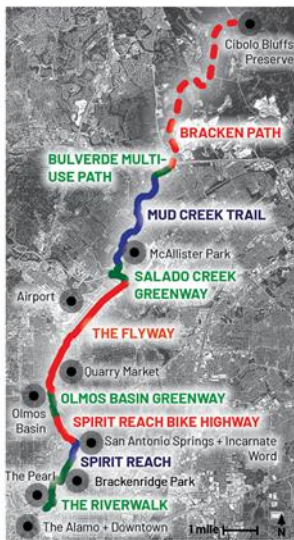 Cibolo Bluffs
Preserve
BRACKEN PATH
BULVERDE MULTI-
USE PATH
MUD CREEK TRAIL
McAllister Park
SALADO CREEK
GREENWAY
Airport
THE FLYWAY
Quarry Market
OLMOS BASIN GREENWAY
Olmos
Basin
SPIRIT REACH BIKE HIGHWAY
San Antonio Springs + Incarnate
Word
SPIRIT REACH
The Pearl
Brackenridge Park
THE RIVERWALK
The Alamo + Downtown
1 mile
N